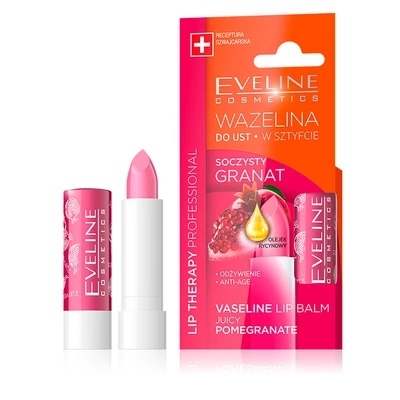 RECEPTURA
SZWAJCARSKA
EVELINE
COSMETICS
WAZELINA
DO UST • W SZTYFCIE
SOCZYSTY
GRANAT
OLEJEK
RYCYNOWY
• ODŻYWIENIE
• ANTI-AGE
VASELINE LIP BALM
JUICY
POMEGRANATE
LIP THERAPY PROFESSIONAL
EVELINE
COSMETICS